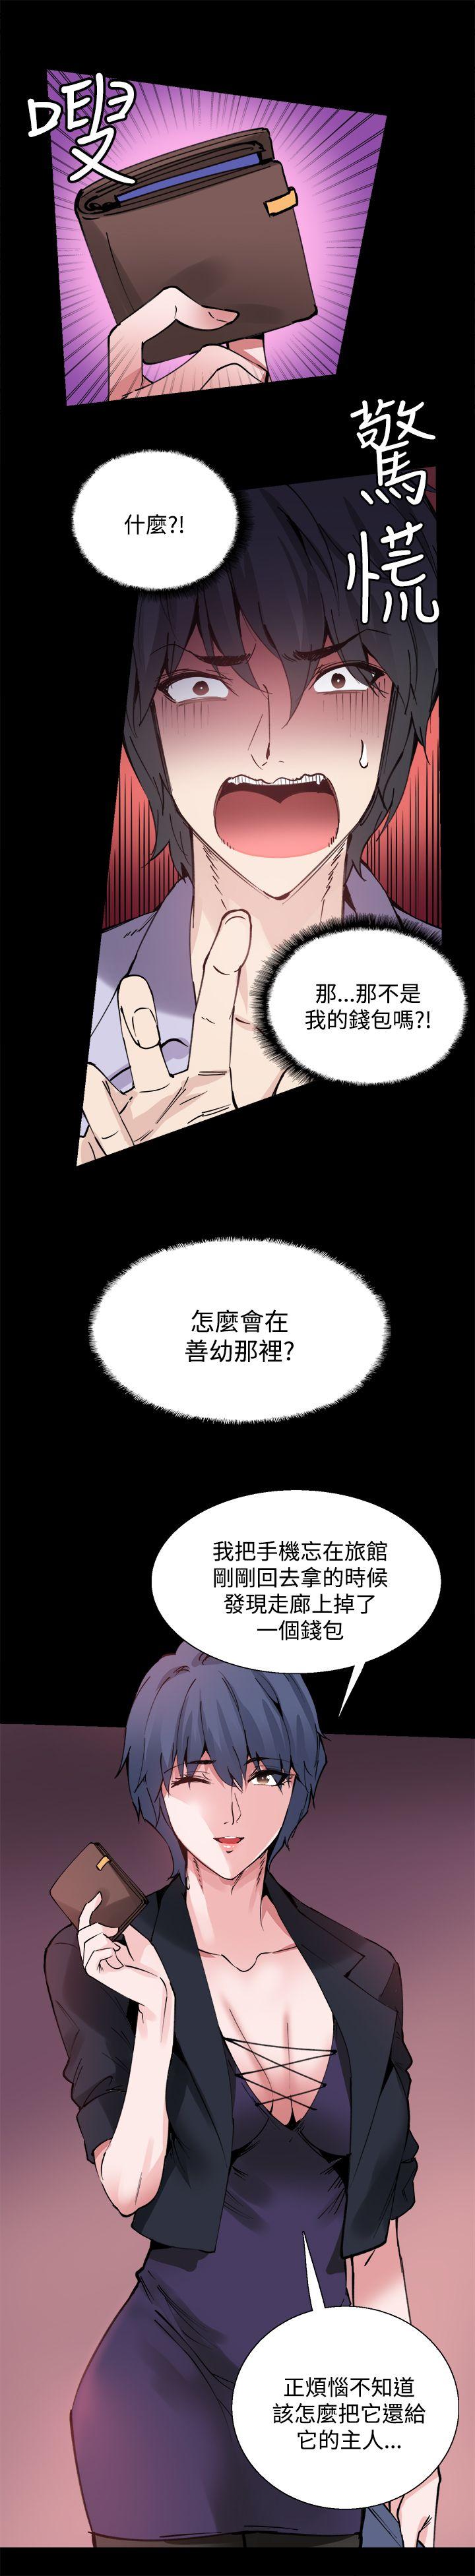 嗖
驚
慌
什麼?!
那...那不是
我的錢包嗎?!
怎麼會在
善幼那裡?
我把手機忘在旅館
剛剛回去拿的時候
發現走廊上掉了
一個錢包
正煩惱不知道
該怎麼把它還給
它的主人...